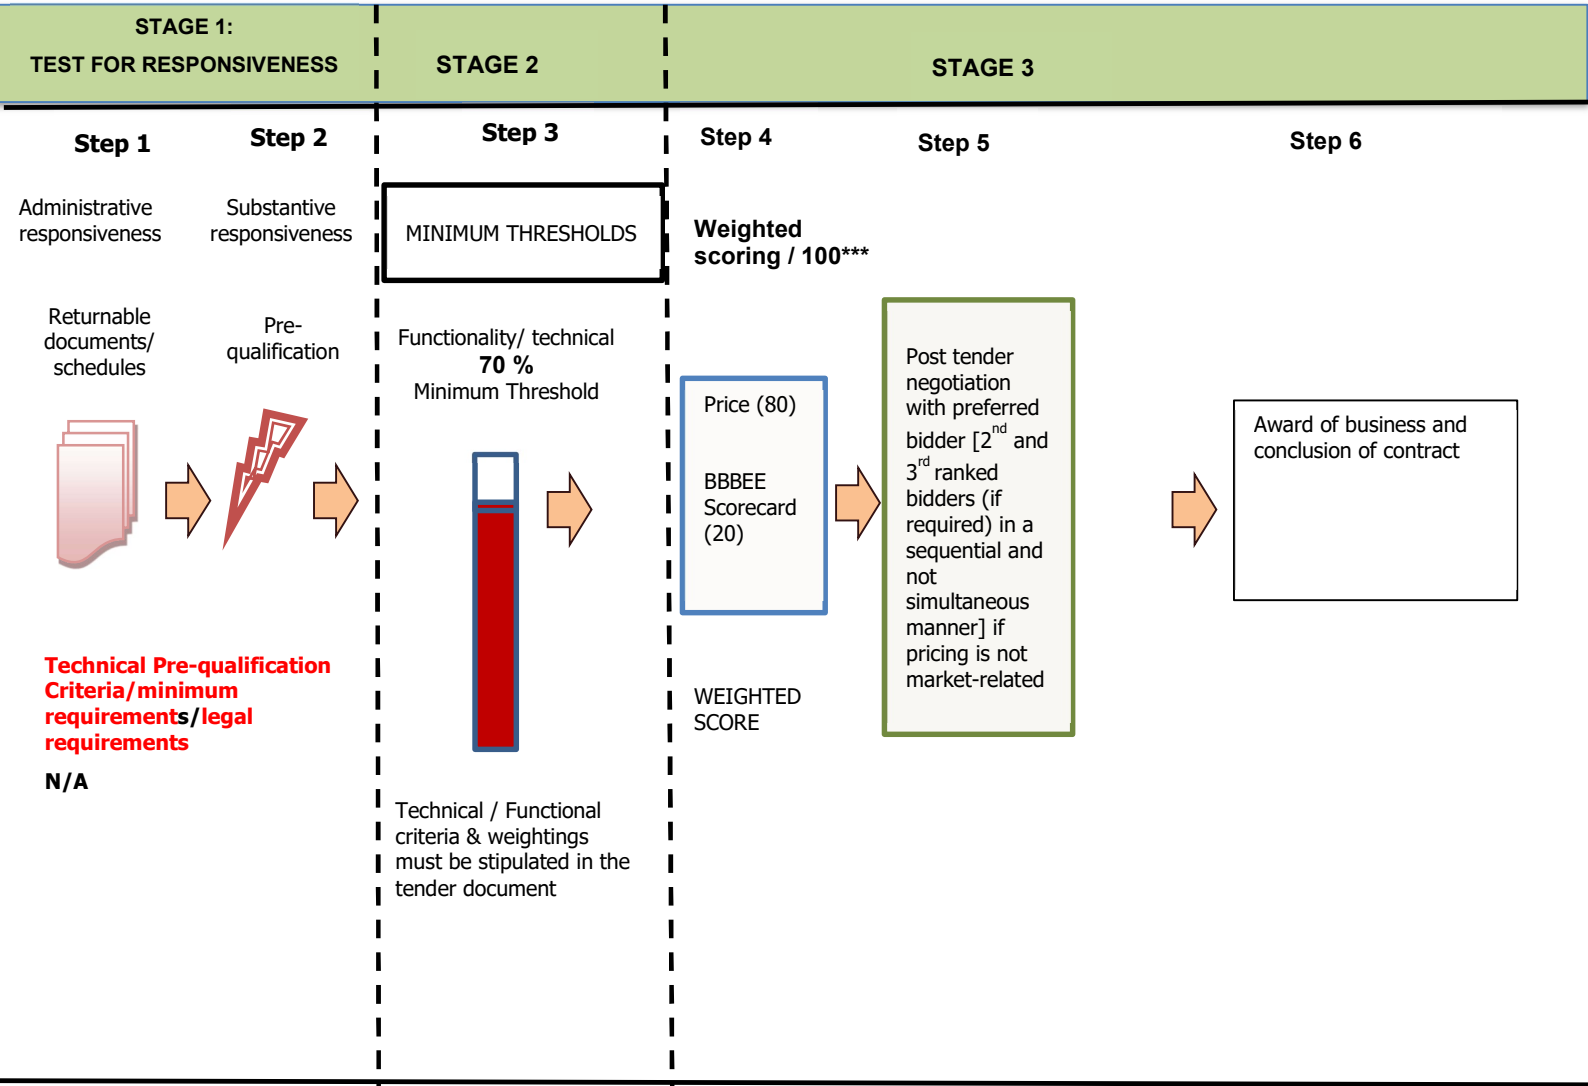 STAGE 1:
TEST FOR RESPONSIVENESS
STAGE 2
STAGE 3
Step 1
Step 2
Step 3
Step 4
Step 5
Step 6
Administrative
responsiveness
Substantive
responsiveness
MINIMUM THRESHOLDS
Weighted
scoring / 100***
Returnable
documents/
schedules
Pre-
qualification
Functionality/ technical
70 %
Minimum Threshold
Price (80)
BBBEE
Scorecard
(20)
Post tender
negotiation
with preferred
bidder [2nd and
3rd ranked
bidders (if
required) in a
sequential and
not
simultaneous
manner] if
pricing is not
market-related
Award of business and
conclusion of contract
Technical Pre-qualification
Criteria/minimum
requirements/legal
requirements
N/A
WEIGHTED
SCORE
Technical / Functional
criteria & weightings
must be stipulated in the
tender document